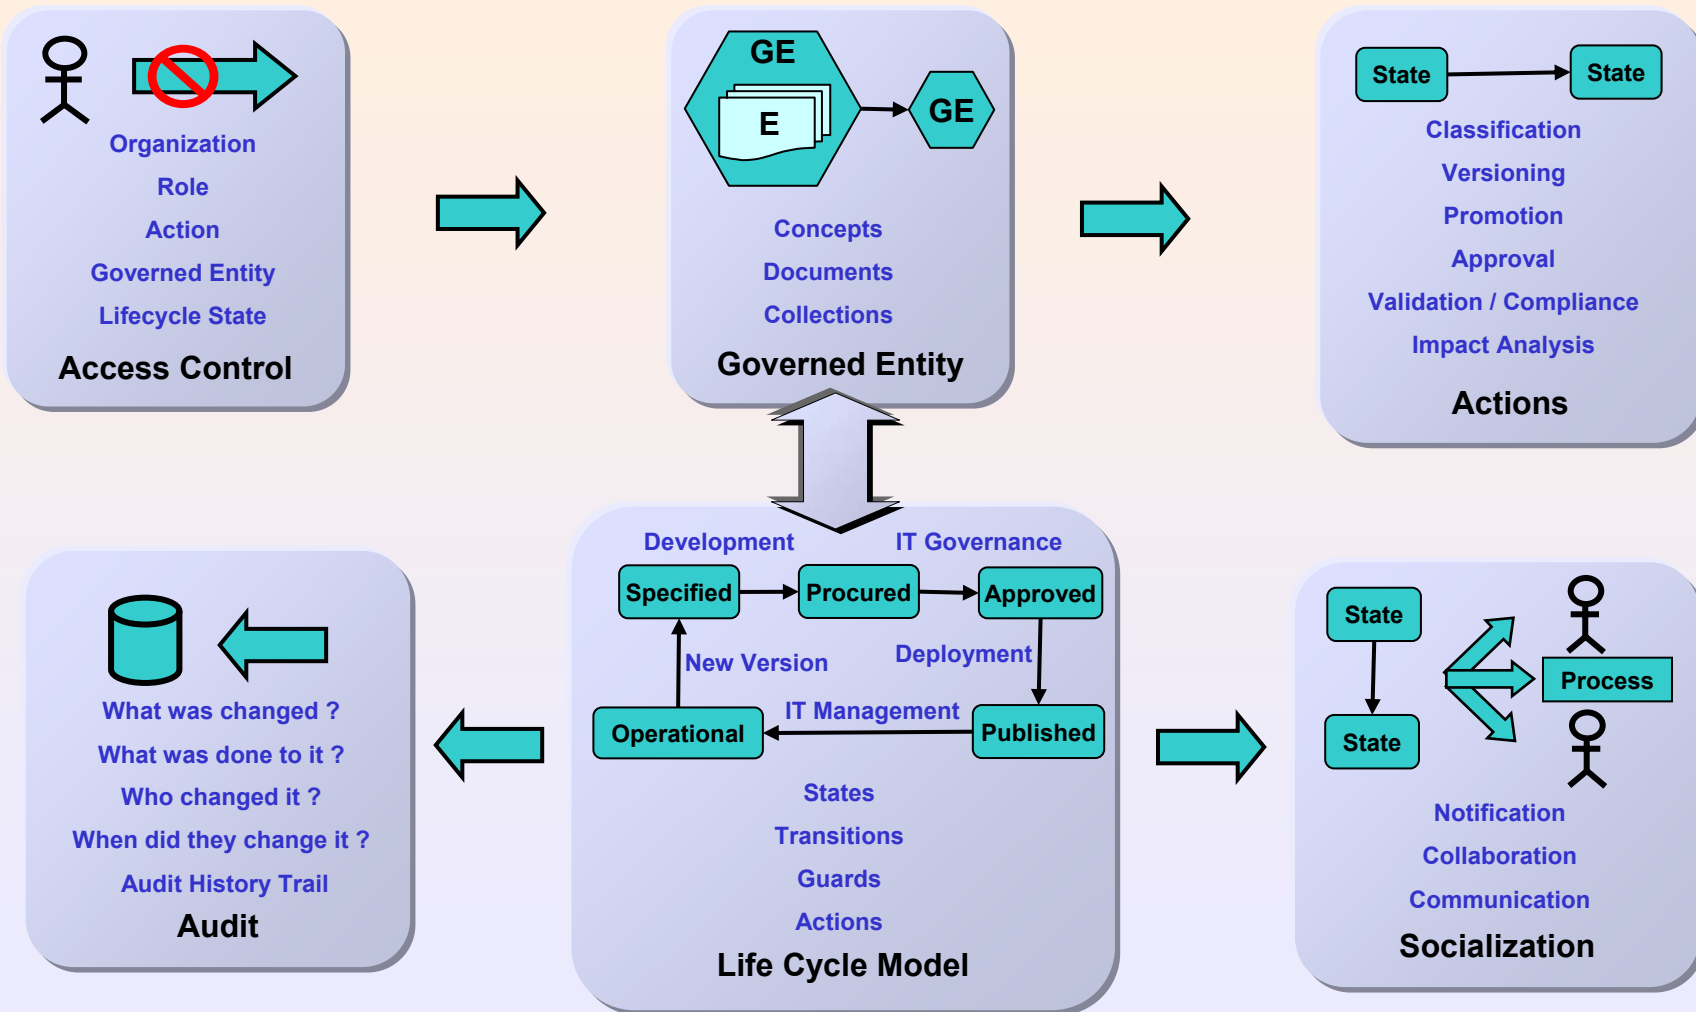 Organization
Role
Action
Governed Entity
Lifecycle State
Access Control
GE
E
GE
Concepts
Documents
Collections
Governed Entity
State
State
Classification
Versioning
Promotion
Approval
Validation / Compliance
Impact Analysis
Actions
What was changed ?
What was done to it ?
Who changed it ?
When did they change it ?
Audit History Trail
Audit
Development
IT Governance
Specified
Procured
Approved
New Version
Deployment
IT Management
Operational
Published
States
Transitions
Guards
Actions
Life Cycle Model
State
Process
State
Notification
Collaboration
Communication
Socialization